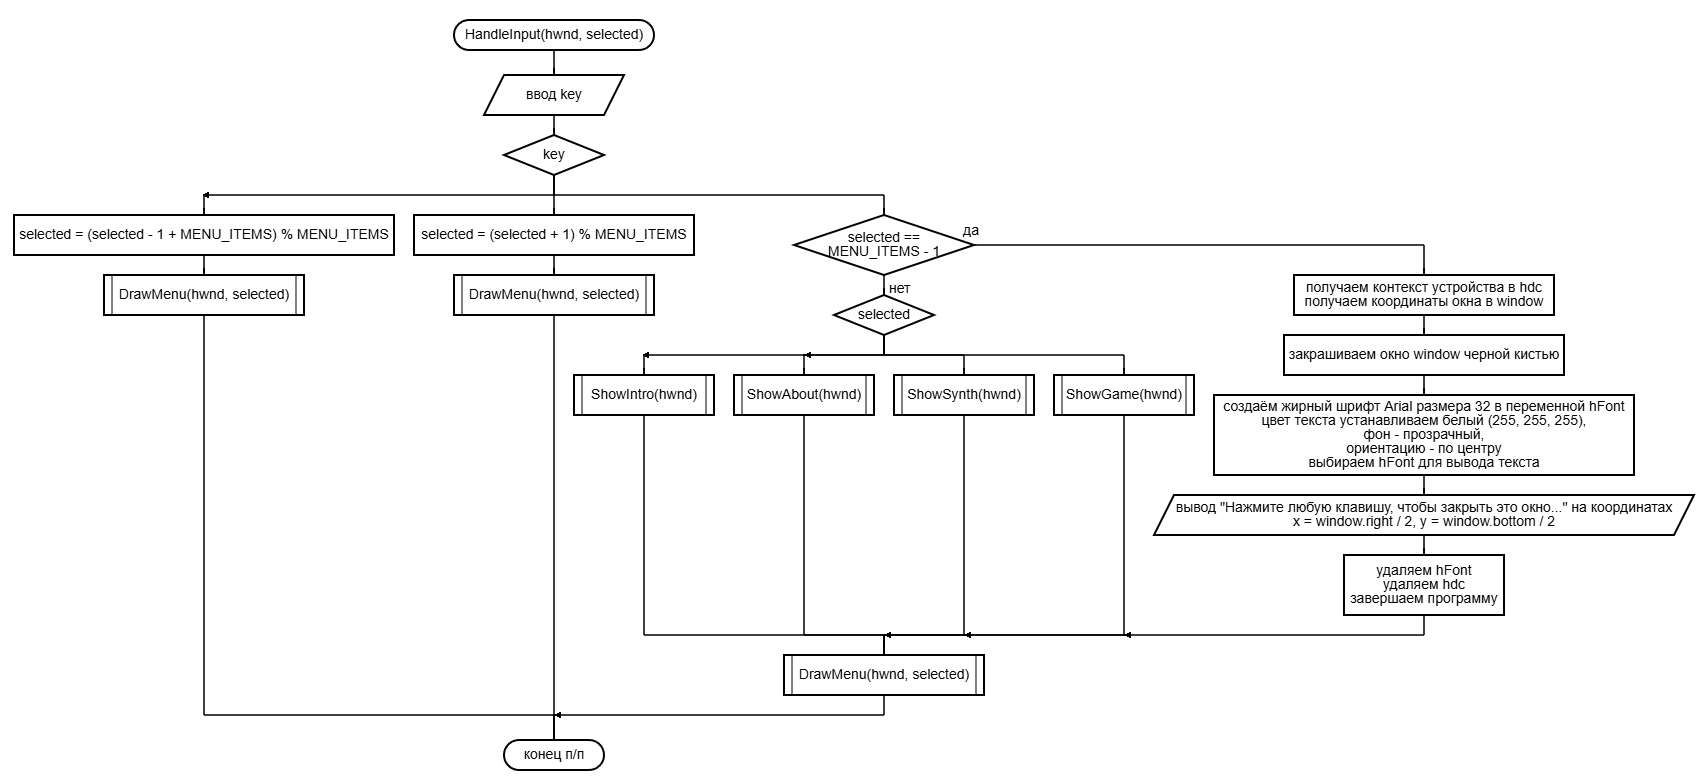 HandleInput(hwnd, selected)
ввод key
key
selected = (selected - 1 + MENU_ITEMS) % MENU_ITEMS
selected = (selected + 1) % MENU_ITEMS
selected ==
MENU_ITEMS - 1
да
DrawMenu(hwnd, selected)
DrawMenu(hwnd, selected)
нет
selected
получаем контекст устройства в hdc
получаем координаты окна в window
закрашиваем окно window черной кистью
ShowIntro(hwnd)
ShowAbout(hwnd)
ShowSynth(hwnd)
ShowGame(hwnd)
создаём жирный шрифт Arial размера 32 в переменной hFont
цвет текста устанавливаем белый (255, 255, 255),
фон - прозрачный,
ориентацию - по центру
выбираем hFont для вывода текста
вывод "Нажмите любую клавишу, чтобы закрыть это окно..." на координатах
x = window.right / 2, y = window.bottom / 2
удаляем hFont
удаляем hdc
завершаем программу
DrawMenu(hwnd, selected)
конец п/п